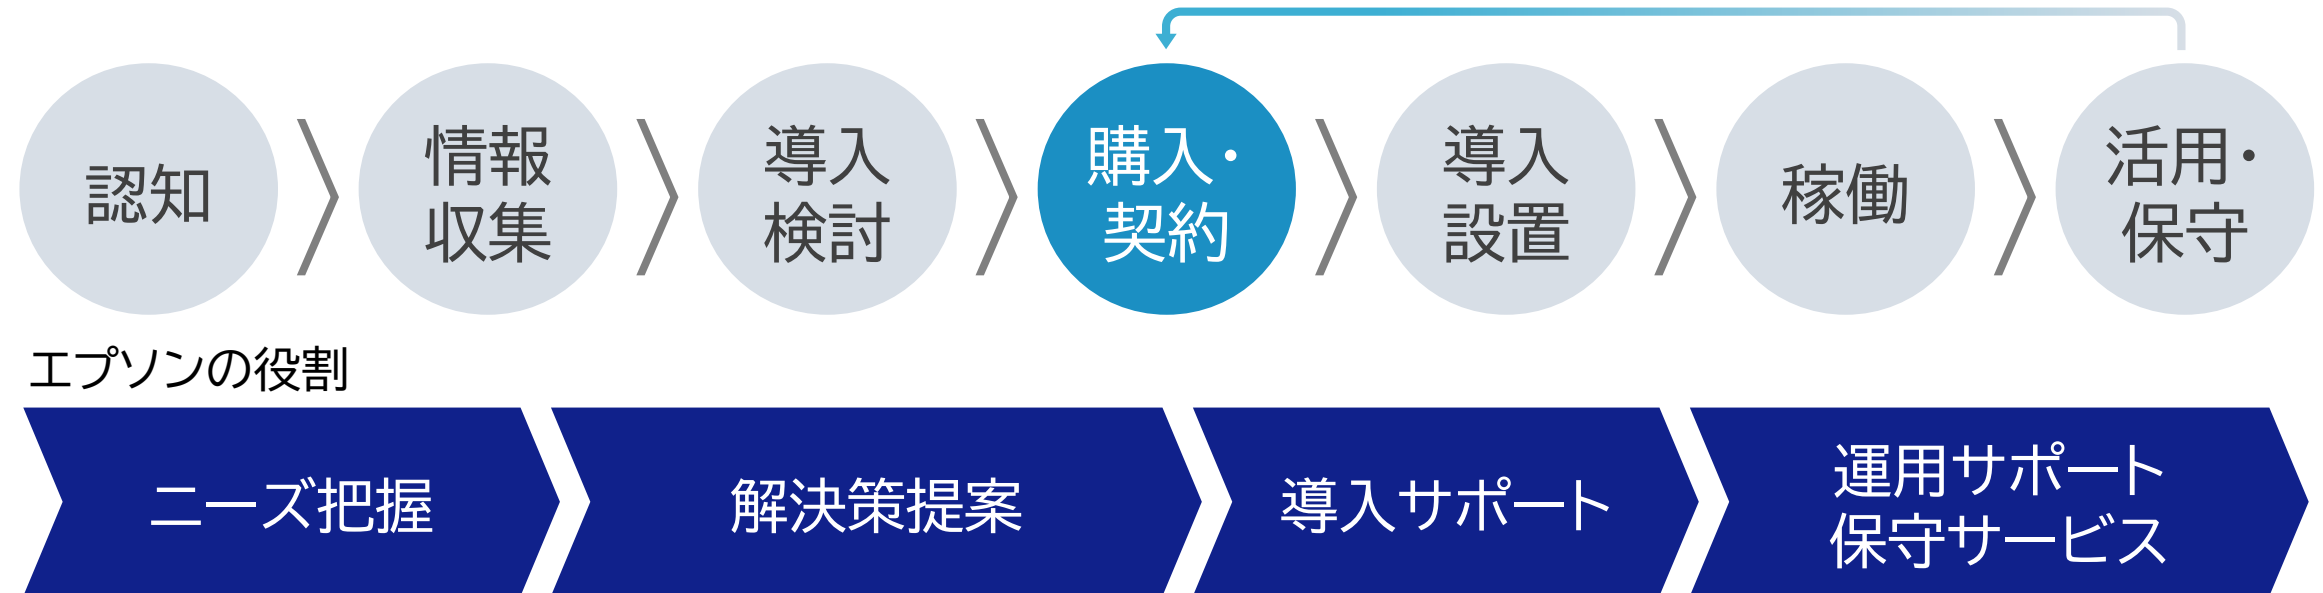 認知
情報
収集
導入
検討
購入・
契約
導入
設置
稼働
活用・
保守
エプソンの役割
ニーズ把握
解決策提案
導入サポート
運用サポート
保守サービス